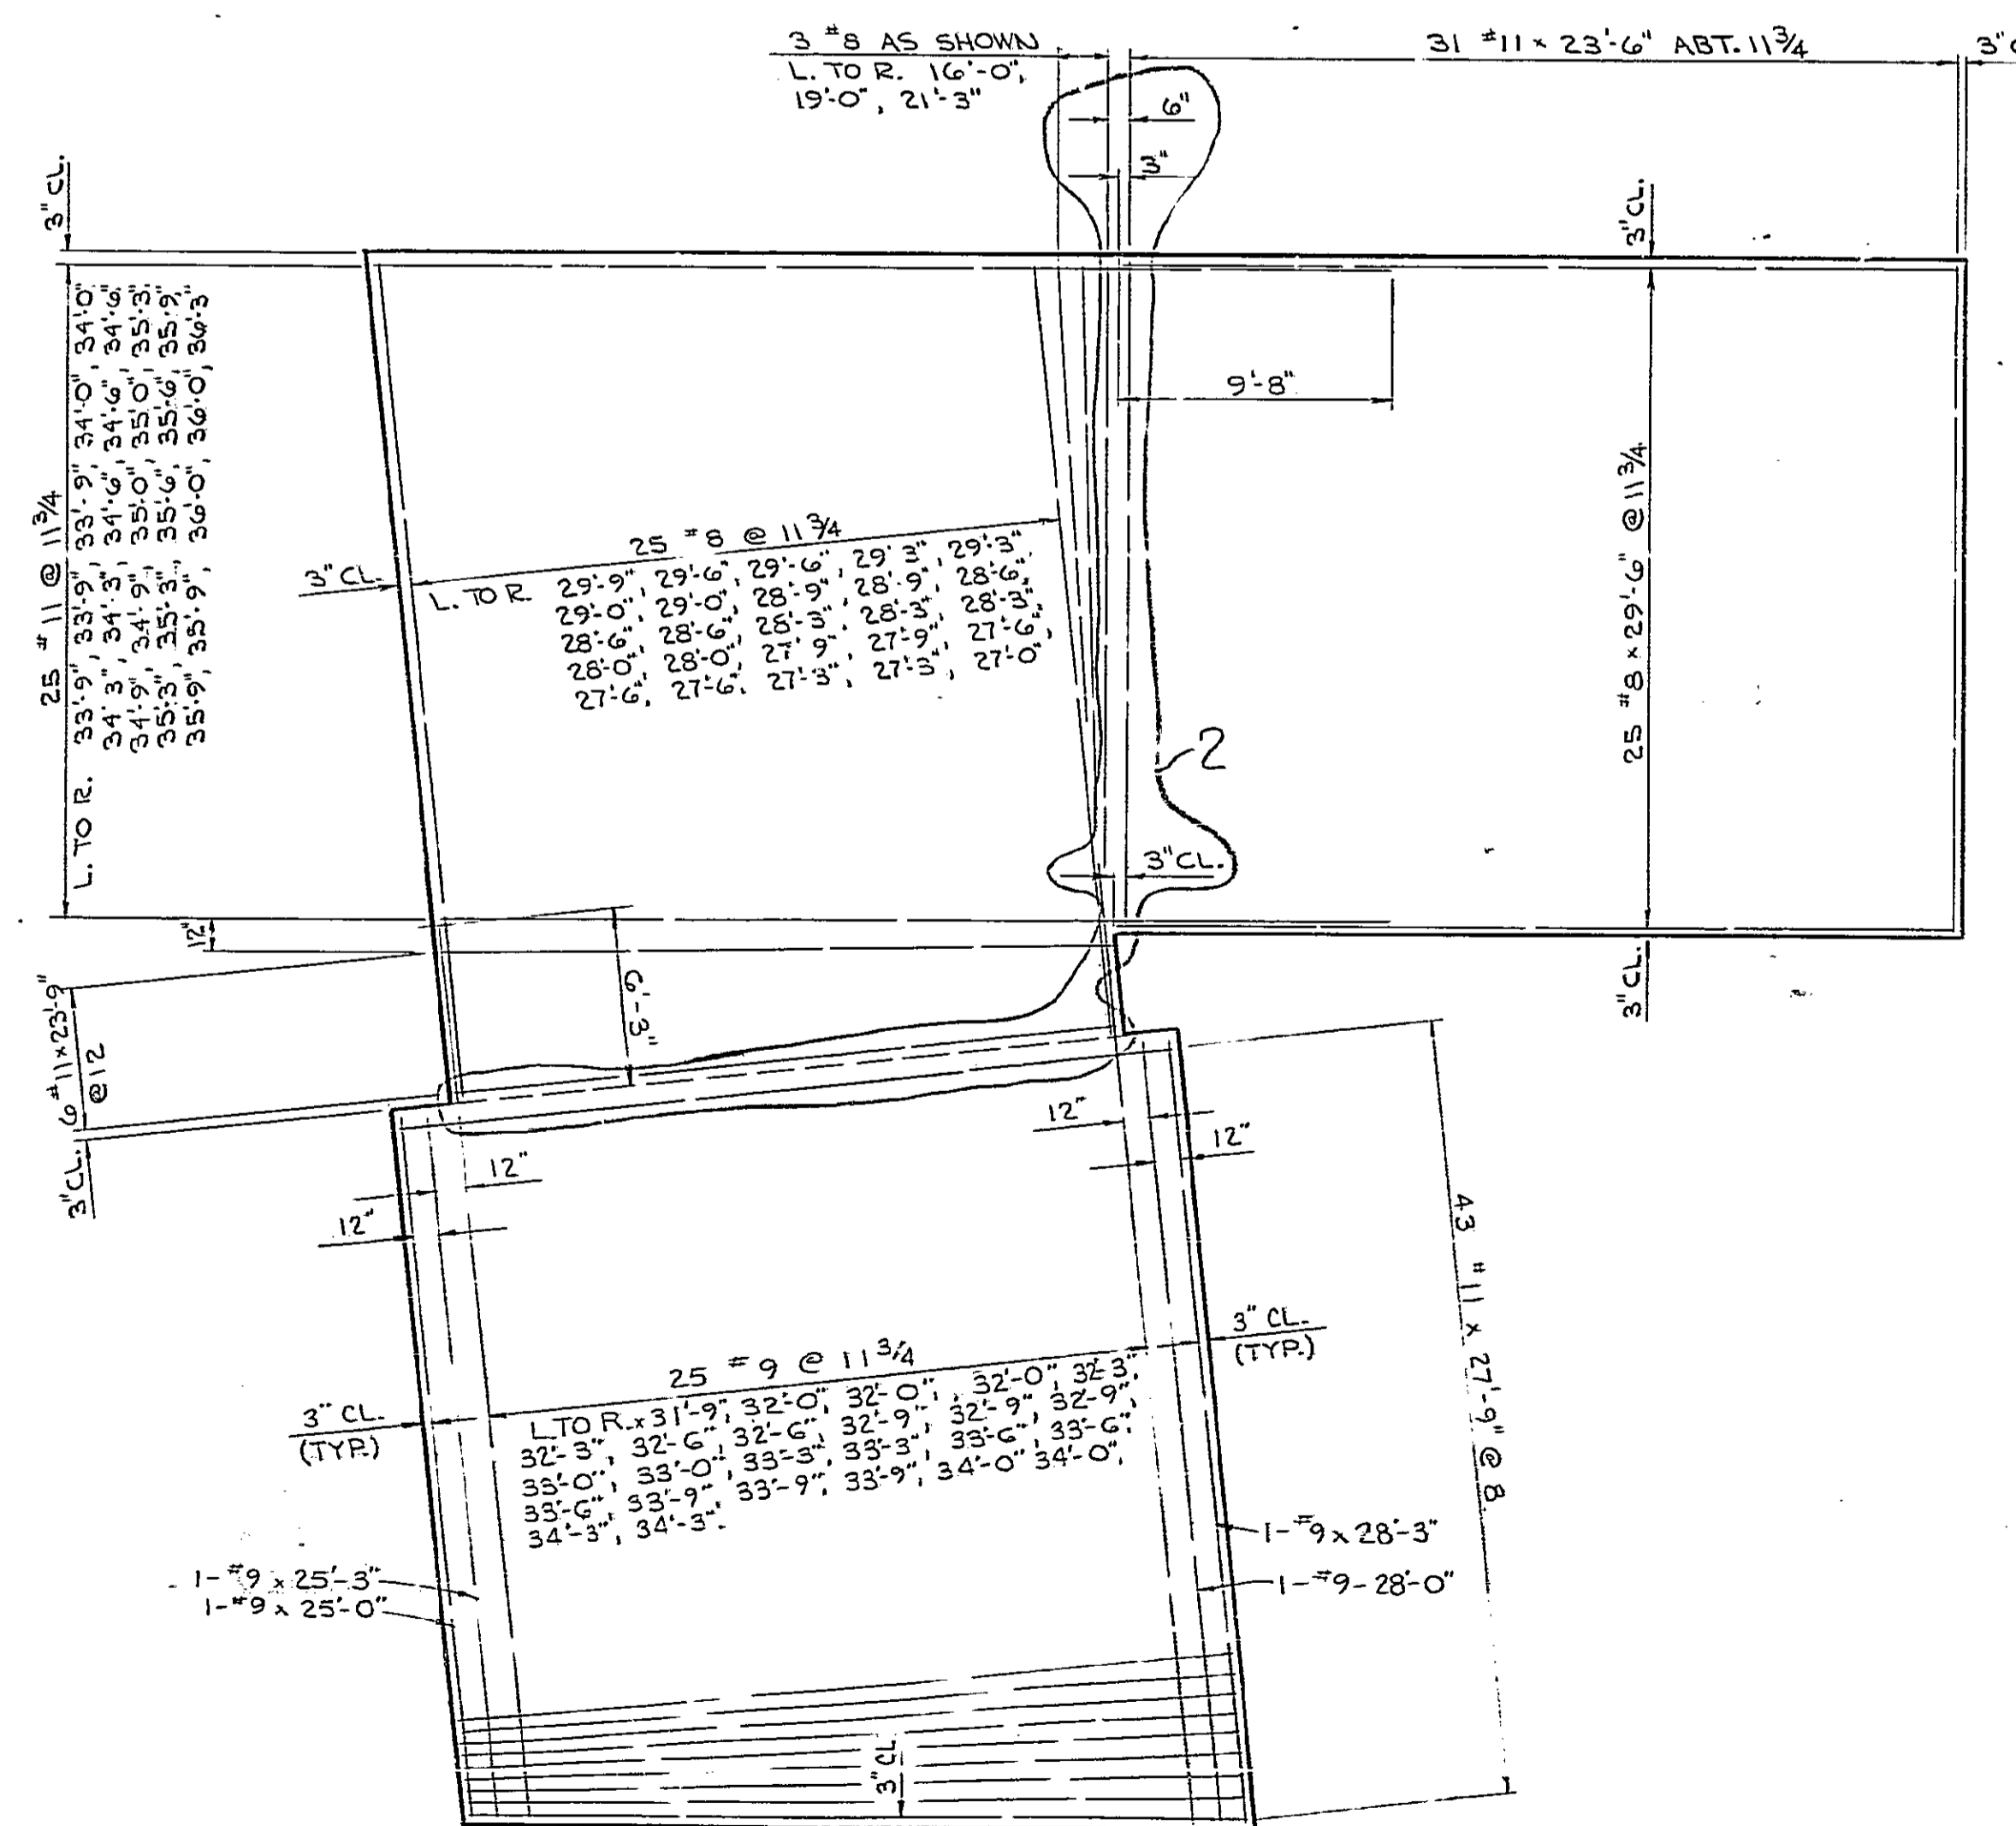 3 #8 AS SHOWN
L. TO R. 16'-0",
19'-0", 21'-3"
31 #11 x 23'-6" ABT. 11 3/4
3"
6"
3"
3" CL.
3" CL.
25 #11 @ 11 3/4
L. TO R. 33'-9", 33'-9", 33'-9", 34'-0", 34'-0",
34'-3", 34'-3", 34'-6", 34'-6", 34'-6",
34'-9", 34'-9", 35'-0", 35'-0", 35'-3",
35'-3", 35'-3", 35'-6", 35'-6", 35'-9",
35'-9", 35'-9", 36'-0", 36'-0", 36'-3"
9'-8"
25 #8 x 29'-6" @ 11 3/4
25 #8 @ 11 3/4
3" CL.
L. TO R. 29'-9", 29'-6", 29'-6", 29'3", 29'-3",
29'-0", 29'-0", 28'-9", 28'-9", 28'-6",
28'-6", 28'-6", 28'-3", 28'-3", 28'-3",
28'-0", 28'-0", 27'9", 27'-9", 27'-6",
27'-6", 27'-6", 27'-3", 27'-3", 27'-0"
2
3" CL.
12"
6'-3"
3" CL.
6 #11 x 23'-9"
@ 12
3" CL.
12"
12"
12"
12"
43 #11 x 27'-9" @ 8
3" CL.
(TYP.)
25 #9 @ 11 3/4
L TO R. x 31'-9", 32'-0", 32'-0", 32'-0", 32'-3",
32'-3", 32'-6", 32'-6", 32'-9", 32'-9", 32'-9",
33'-0", 33'-0", 33'-3", 33'-3", 33'-6", 33'-6",
33'-6", 33'-9", 33'-9", 33'-9", 34'-0" 34'-0",
34'-3", 34'-3".
3" CL.
(TYP.)
1-#9 x 28'-3"
1-#9-28'-0"
1-#9 x 25'-3"
1-#9 x 25'-0"
3" CL